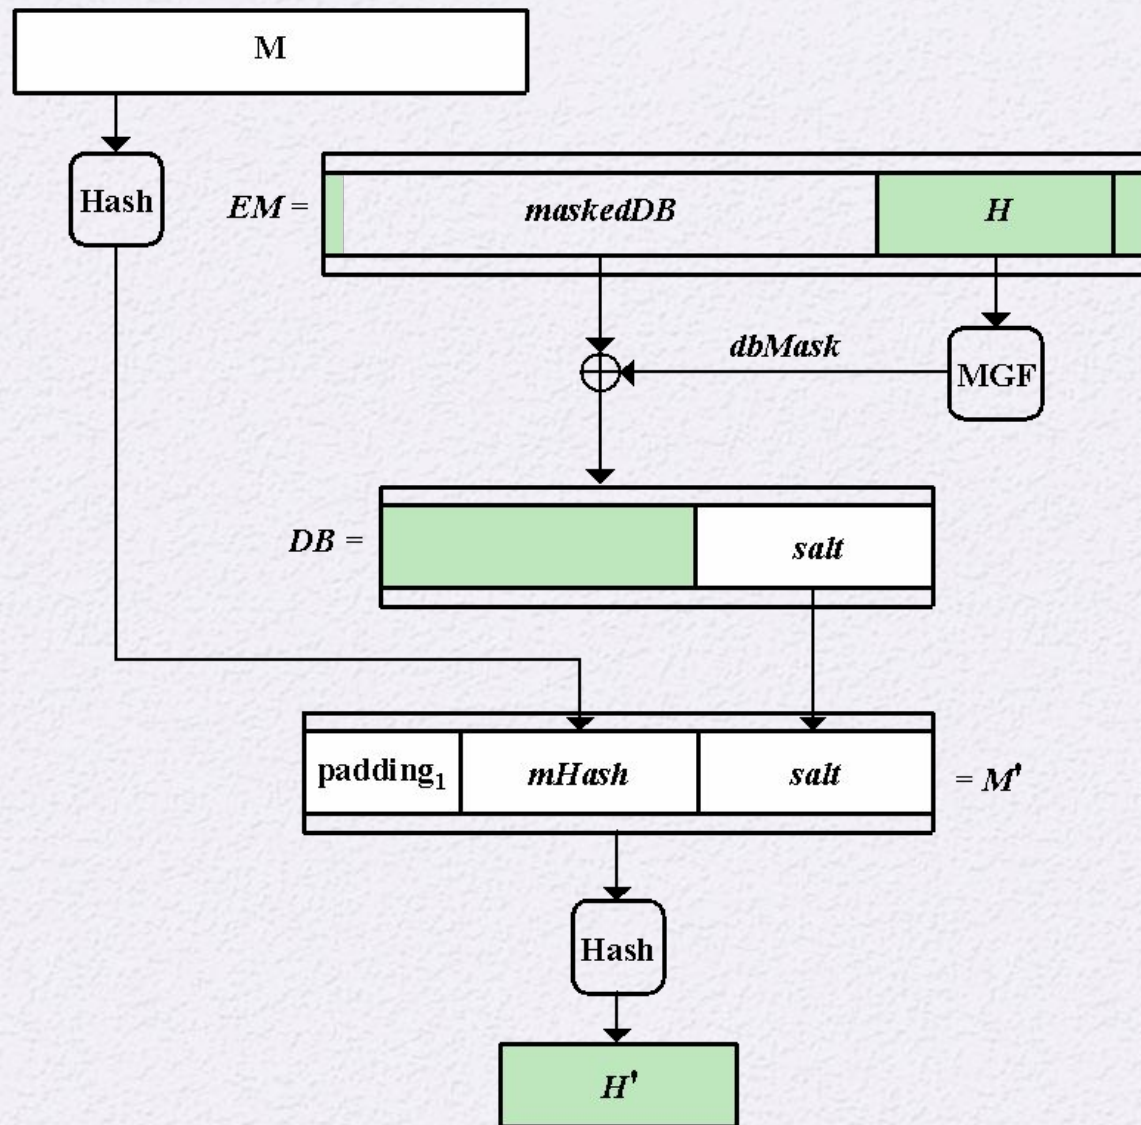 M
Hash
EM =
maskedDB
H
dbMask
MGF
DB =
salt
padding₁
mHash
salt
= M'
Hash
H'